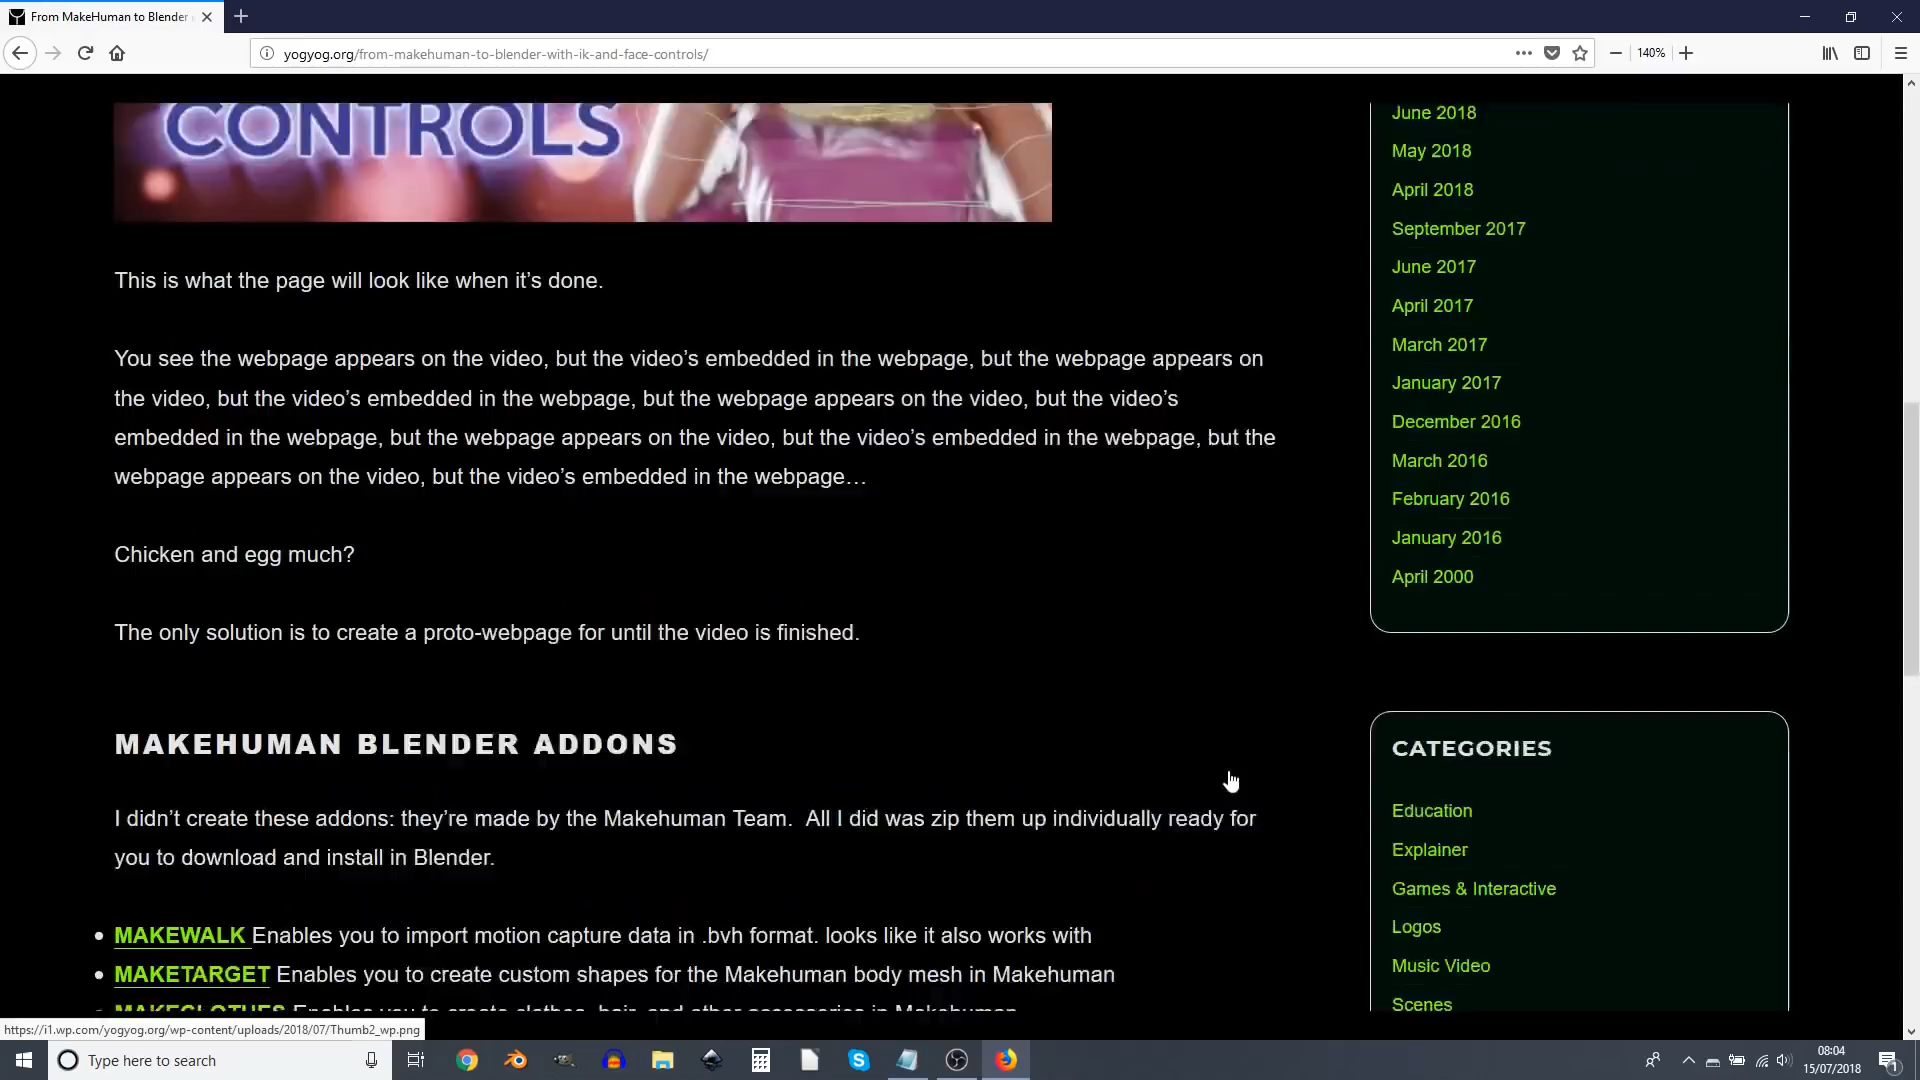 From MakeHuman to Blender
yogyog.org/from-makehuman-to-blender-with-ik-and-face-controls/
140%
CONTROLS
This is what the page will look like when it’s done.
You see the webpage appears on the video, but the video’s embedded in the webpage, but the webpage appears on
the video, but the video’s embedded in the webpage, but the webpage appears on the video, but the video’s
embedded in the webpage, but the webpage appears on the video, but the video’s embedded in the webpage, but the
webpage appears on the video, but the video’s embedded in the webpage…
Chicken and egg much?
The only solution is to create a proto-webpage for until the video is finished.
MAKEHUMAN BLENDER ADDONS
I didn’t create these addons: they’re made by the Makehuman Team.  All I did was zip them up individually ready for
you to download and install in Blender.
MAKEWALK Enables you to import motion capture data in .bvh format. looks like it also works with
MAKETARGET Enables you to create custom shapes for the Makehuman body mesh in Makehuman
MAKECLOTHES Enables you to create clothes, hair, and other accessories in Makehuman
June 2018
May 2018
April 2018
September 2017
June 2017
April 2017
March 2017
January 2017
December 2016
March 2016
February 2016
January 2016
April 2000
CATEGORIES
Education
Explainer
Games & Interactive
Logos
Music Video
Scenes
https://i1.wp.com/yogyog.org/wp-content/uploads/2018/07/Thumb2_wp.png
Type here to search
08:04
15/07/2018
1